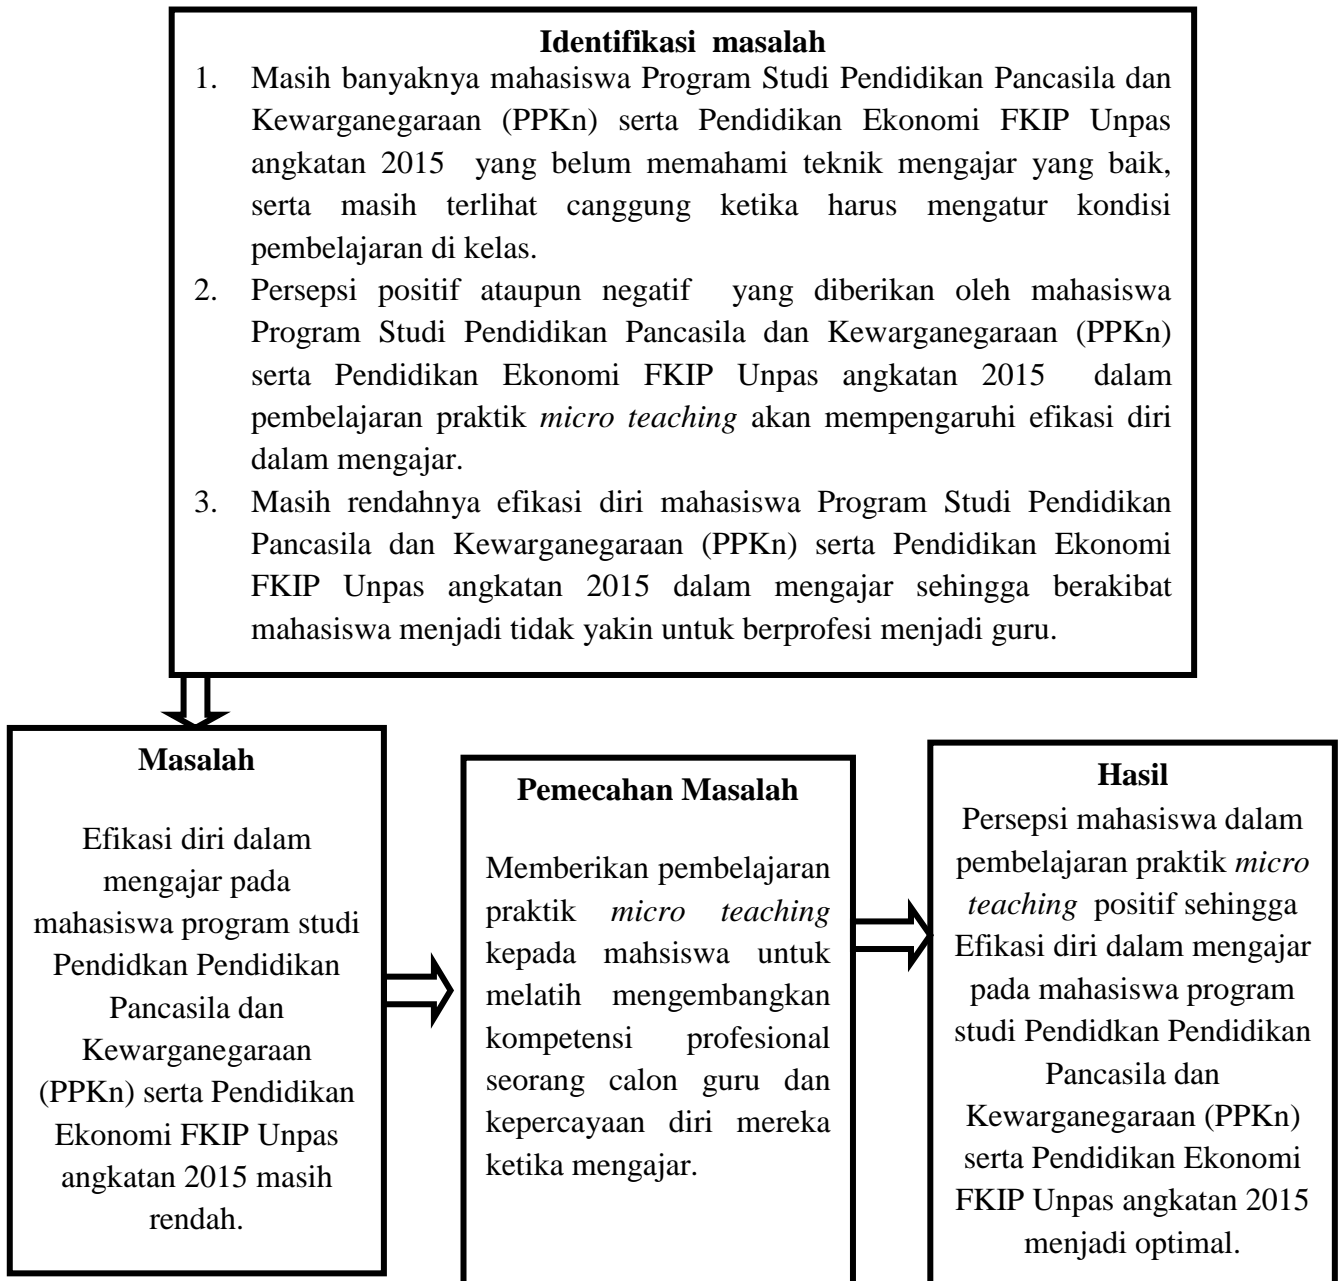 Identifikasi masalah
1. Masih banyaknya mahasiswa Program Studi Pendidikan Pancasila dan
Kewarganegaraan (PPKn) serta Pendidikan Ekonomi FKIP Unpas
angkatan 2015 yang belum memahami teknik mengajar yang baik,
serta masih terlihat canggung ketika harus mengatur kondisi
pembelajaran di kelas.
2. Persepsi positif ataupun negatif yang diberikan oleh mahasiswa
Program Studi Pendidikan Pancasila dan Kewarganegaraan (PPKn)
serta Pendidikan Ekonomi FKIP Unpas angkatan 2015 dalam
pembelajaran praktik micro teaching akan mempengaruhi efikasi diri
dalam mengajar.
3. Masih rendahnya efikasi diri mahasiswa Program Studi Pendidikan
Pancasila dan Kewarganegaraan (PPKn) serta Pendidikan Ekonomi
FKIP Unpas angkatan 2015 dalam mengajar sehingga berakibat
mahasiswa menjadi tidak yakin untuk berprofesi menjadi guru.
Masalah
Efikasi diri dalam
mengajar pada
mahasiswa program studi
Pendidkan Pendidikan
Pancasila dan
Kewarganegaraan
(PPKn) serta Pendidikan
Ekonomi FKIP Unpas
angkatan 2015 masih
rendah.
Pemecahan Masalah
Memberikan pembelajaran
praktik micro teaching
kepada mahsiswa untuk
melatih mengembangkan
kompetensi profesional
seorang calon guru dan
kepercayaan diri mereka
ketika mengajar.
Hasil
Persepsi mahasiswa dalam
pembelajaran praktik micro
teaching positif sehingga
Efikasi diri dalam mengajar
pada mahasiswa program
studi Pendidkan Pendidikan
Pancasila dan
Kewarganegaraan (PPKn)
serta Pendidikan Ekonomi
FKIP Unpas angkatan 2015
menjadi optimal.